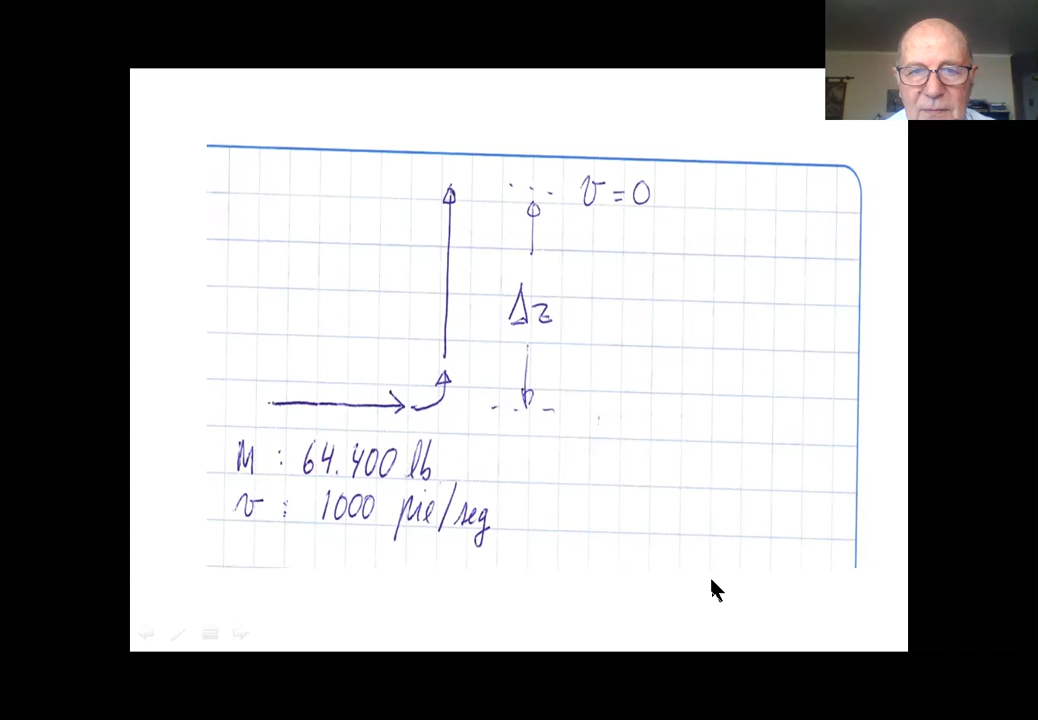 v = 0
Δz
M : 64.400 lb
v : 1000 pie/seg